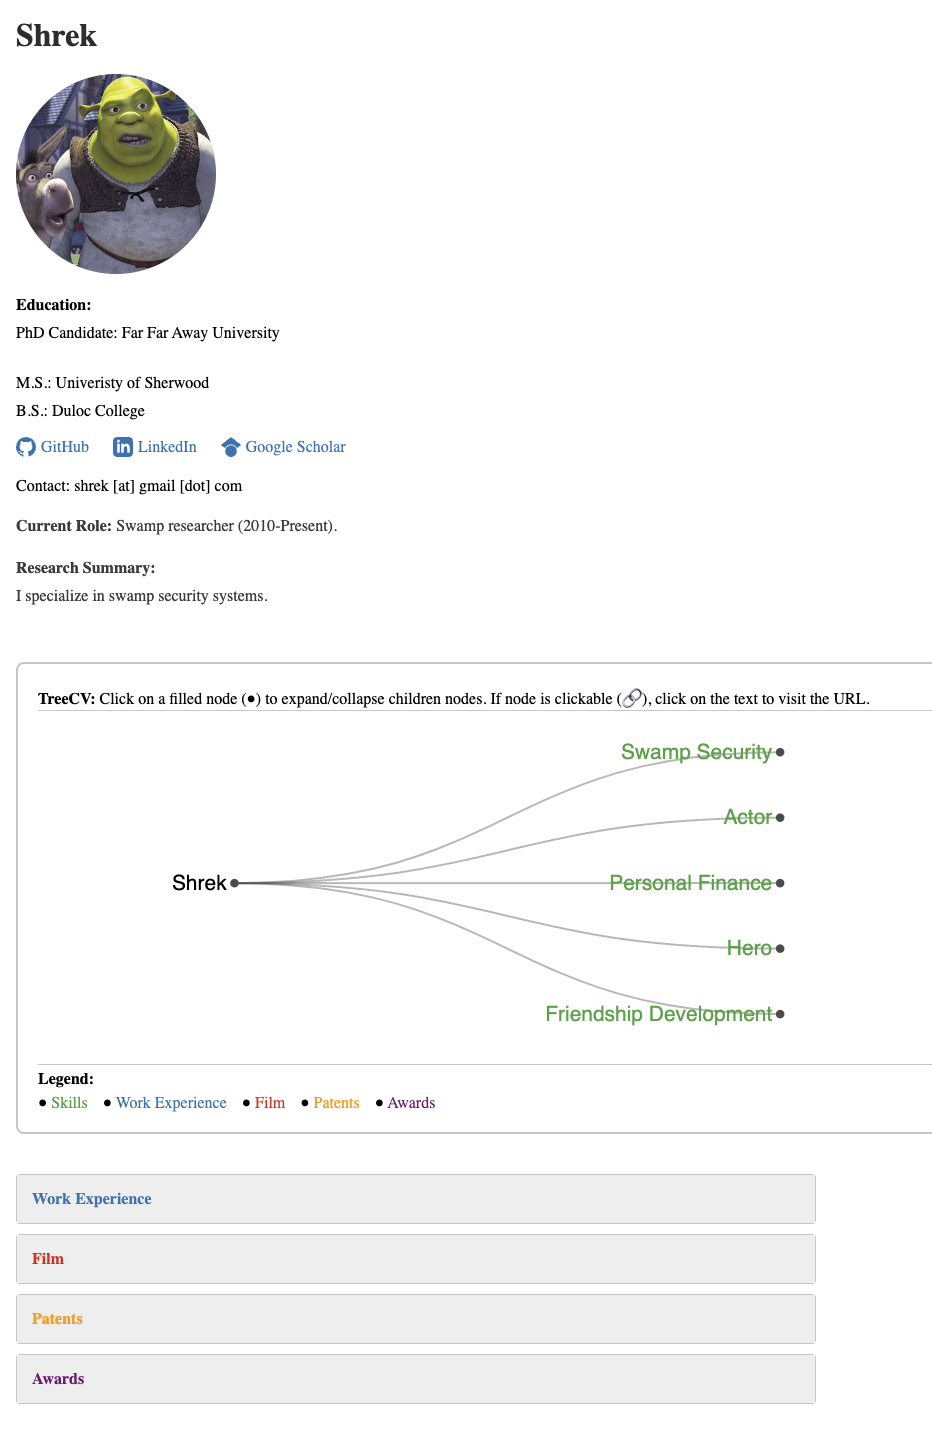 Shrek
Education:
PhD Candidate: Far Far Away University
M.S.: Univeristy of Sherwood
B.S.: Duloc College
GitHub LinkedIn Google Scholar
Contact: shrek [at] gmail [dot] com
Current Role: Swamp researcher (2010-Present).
Research Summary:
I specialize in swamp security systems.
TreeCV: Click on a filled node (●) to expand/collapse children nodes. If node is clickable (🔗), click on the text to visit the URL.
Swamp Security
Actor
Shrek
Personal Finance
Hero
Friendship Development
Legend:
● Skills ● Work Experience ● Film ● Patents ● Awards
Work Experience
Film
Patents
Awards